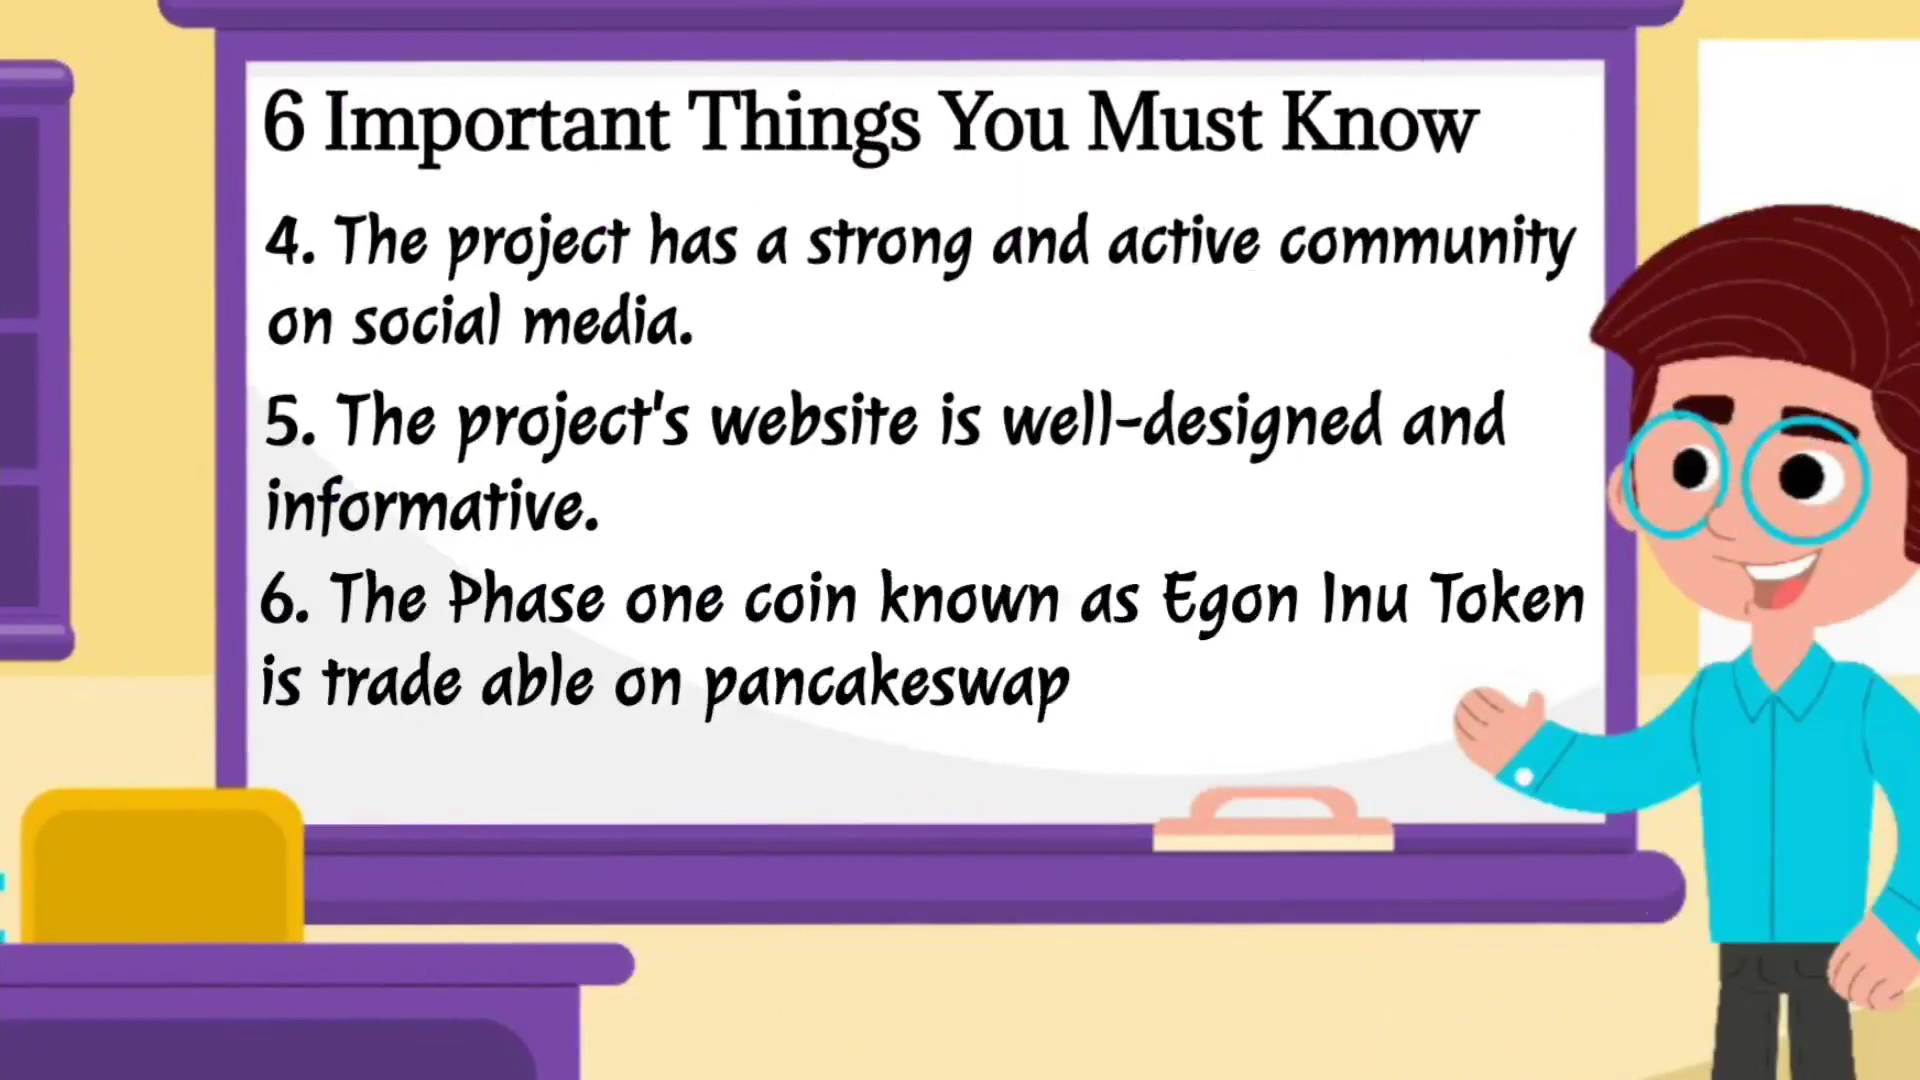 6 Important Things You Must Know
4. The project has a strong and active community
on social media.
5. The project's website is well-designed and
informative.
6. The Phase one coin known as Egon Inu Token
is trade able on pancakeswap